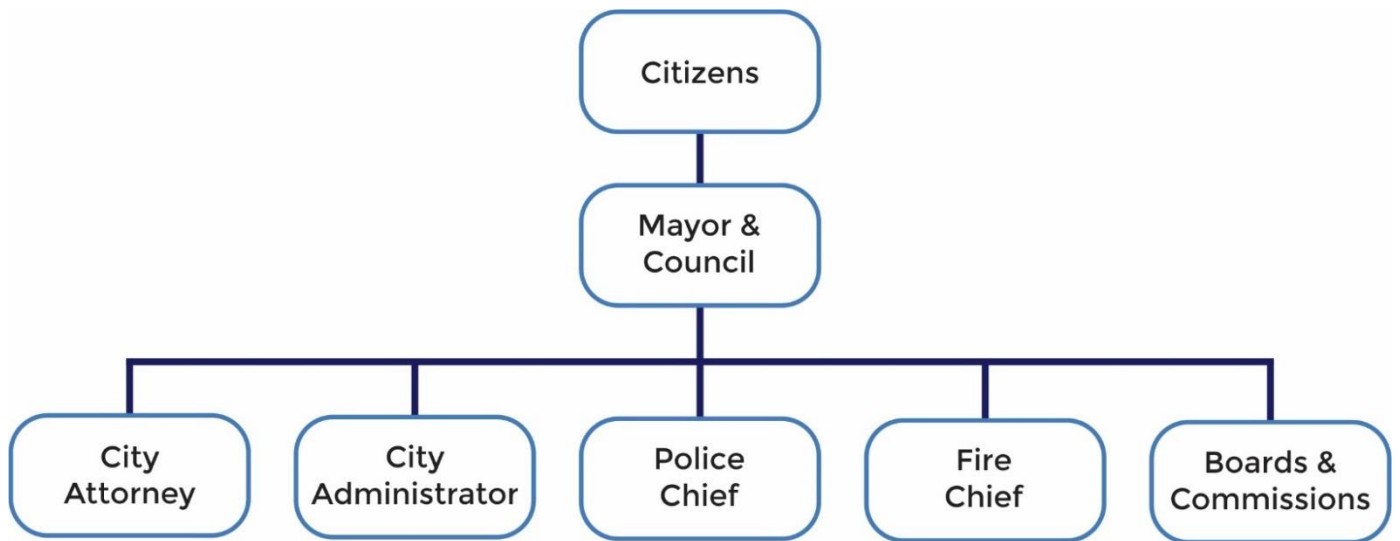 Citizens
Mayor &
Council
City
Attorney
City
Administrator
Police
Chief
Fire
Chief
Boards &
Commissions